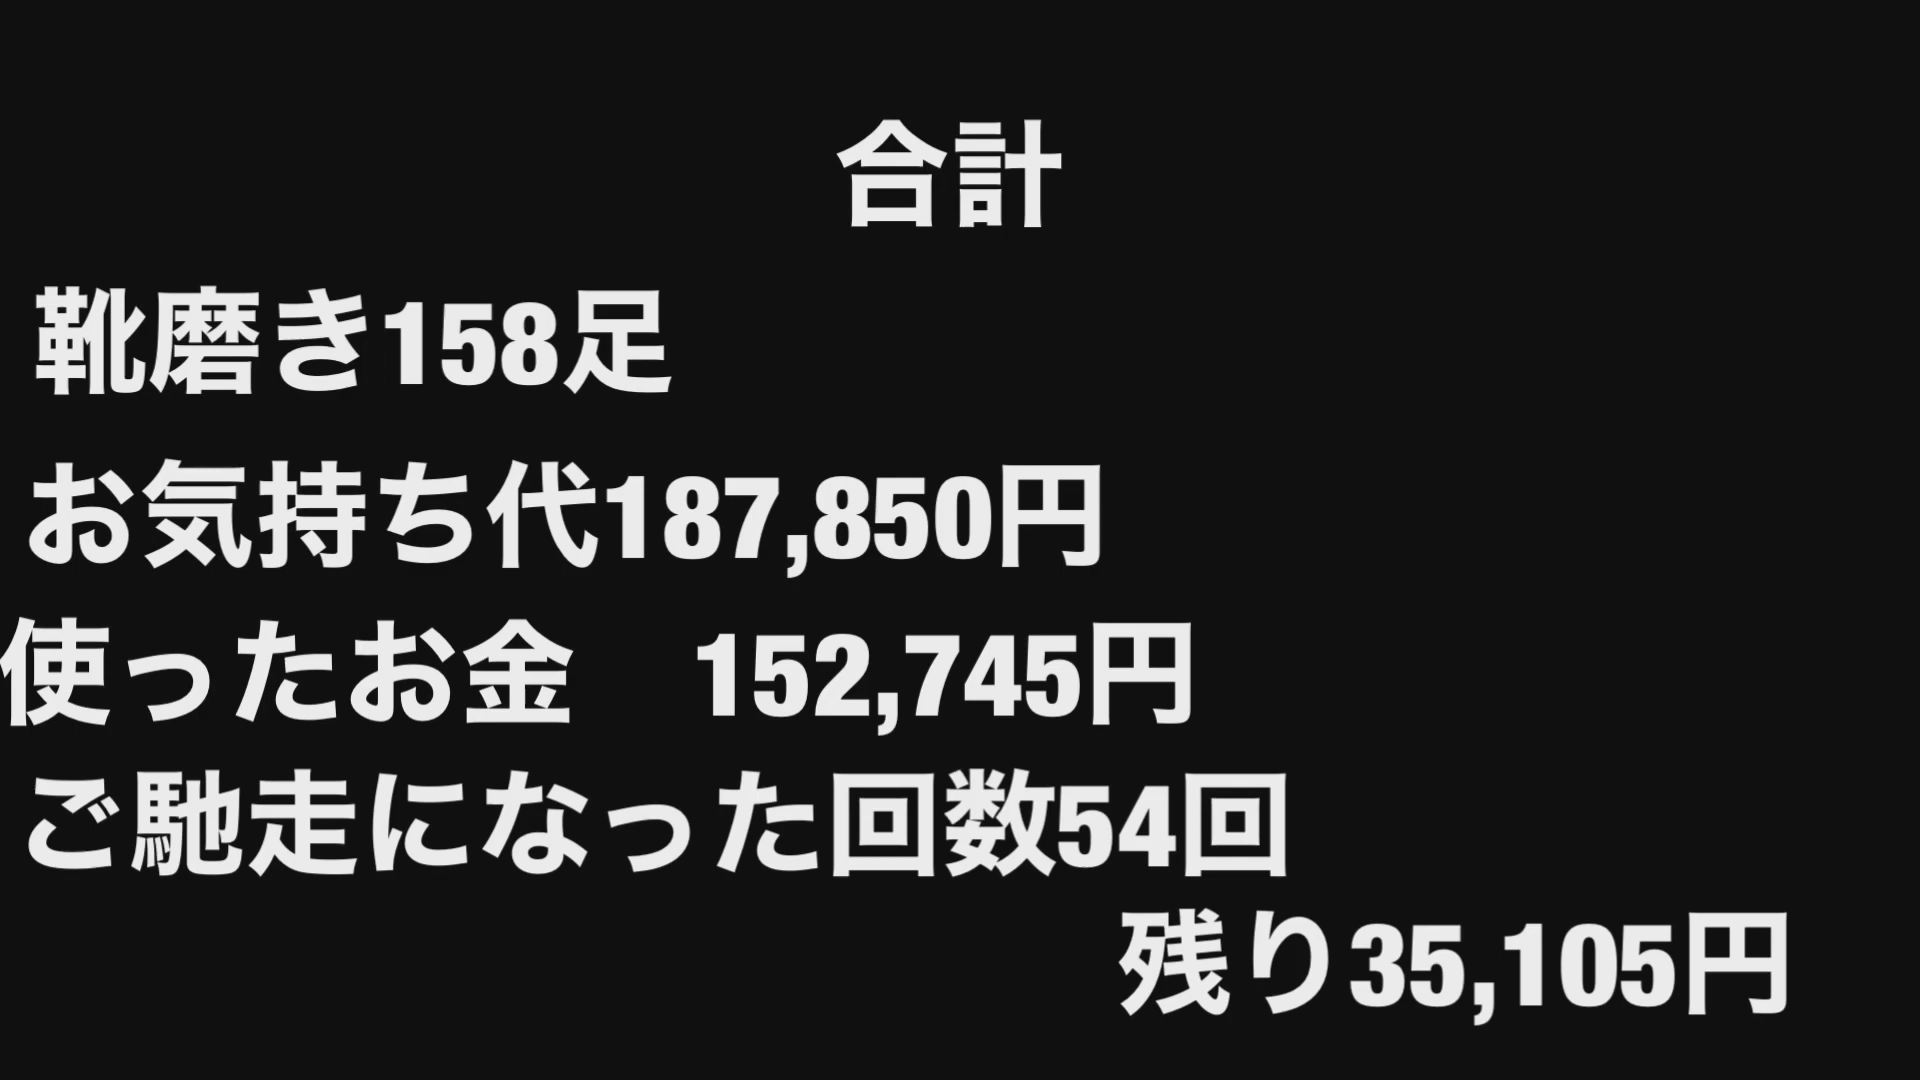 合計
靴磨き158足
お気持ち代187,850円
使ったお金　152,745円
ご馳走になった回数54回
残り35,105円